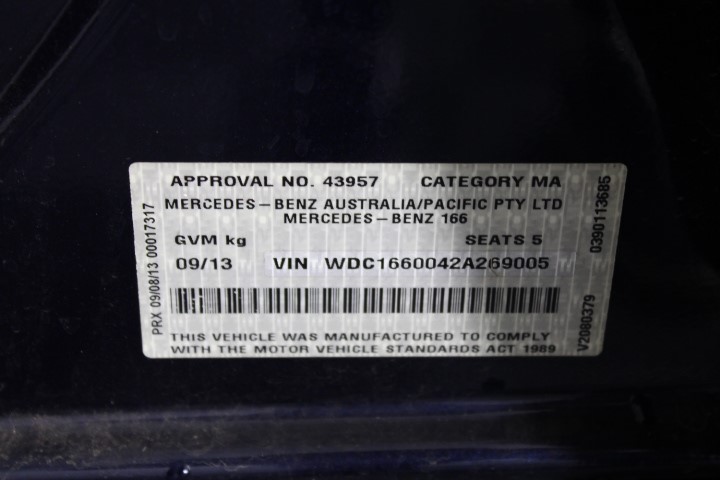 APPROVAL NO. 43957 CATEGORY MA
MERCEDES-BENZ AUSTRALIA/PACIFIC PTY LTD
MERCEDES-BENZ 166
GVM kg SEATS 5
09/13 VIN WDC1660042A269005
THIS VEHICLE WAS MANUFACTURED TO COMPLY
WITH THE MOTOR VEHICLE STANDARDS ACT 1989
PRX 09/08/13 00017317
0390113685
V2080379